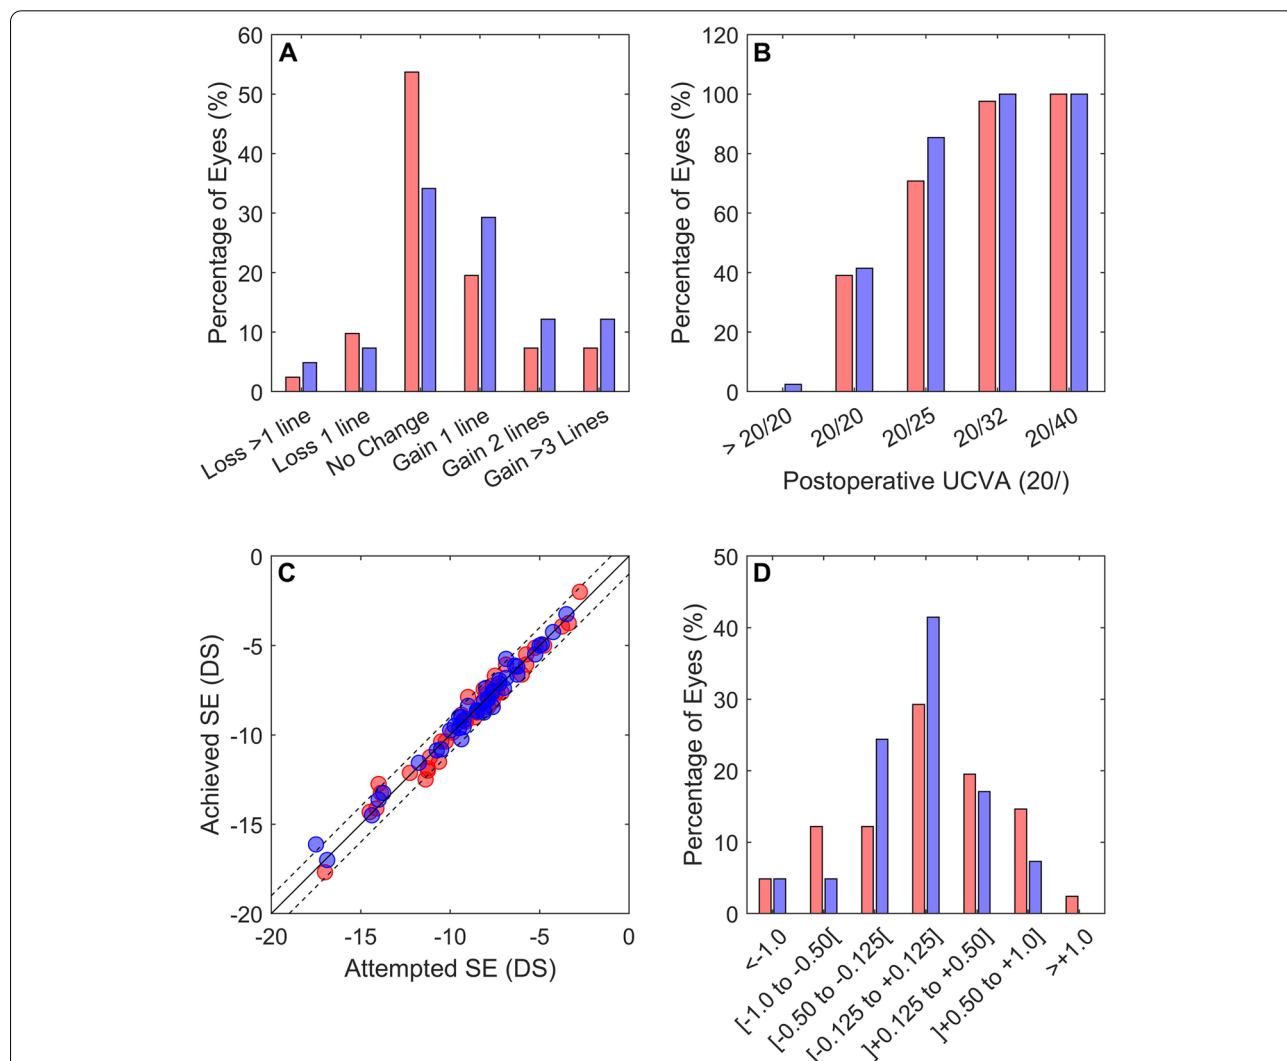 A
Percentage of Eyes (%)
60
50
40
30
20
10
0
Loss >1 line
Loss 1 line
No Change
Gain 1 line
Gain 2 lines
Gain >3 Lines
B
Percentage of Eyes (%)
120
100
80
60
40
20
0
> 20/20
20/20
20/25
20/32
20/40
Postoperative UCVA (20/)
C
Achieved SE (DS)
0
-5
-10
-15
-20
-20
-15
-10
-5
0
Attempted SE (DS)
D
Percentage of Eyes (%)
50
40
30
20
10
0
<-1.0
[-1.0 to -0.50[
[-0.50 to -0.125[
[-0.125 to +0.125]
]+0.125 to +0.50]
]+0.50 to +1.0]
>+1.0